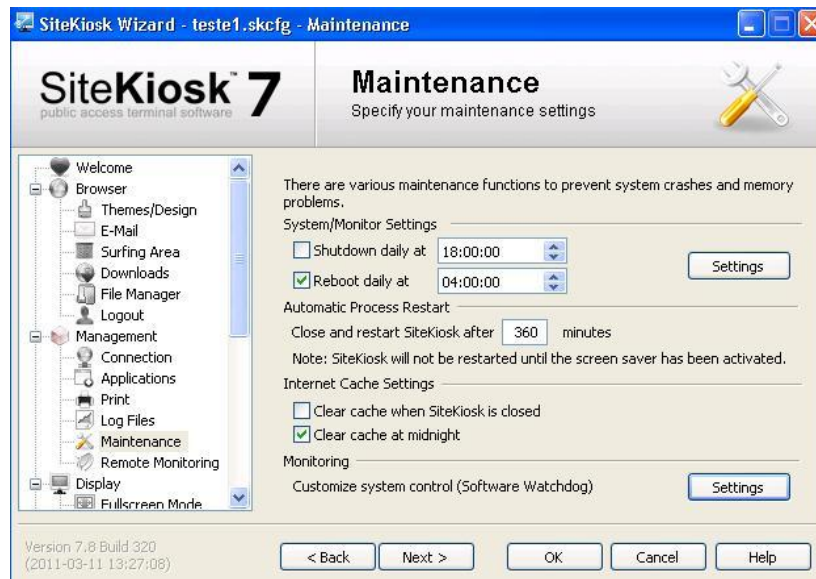 SiteKiosk Wizard - teste1.skcfg - Maintenance
SiteKiosk™ 7
public access terminal software
Maintenance
Specify your maintenance settings
Welcome
Browser
Themes/Design
E-Mail
Surfing Area
Downloads
File Manager
Logout
Management
Connection
Applications
Print
Log Files
Maintenance
Remote Monitoring
Display
Fullscreen Mode
There are various maintenance functions to prevent system crashes and memory
problems.
System/Monitor Settings
Shutdown daily at 18:00:00
Settings
Reboot daily at 04:00:00
Automatic Process Restart
Close and restart SiteKiosk after 360 minutes
Note: SiteKiosk will not be restarted until the screen saver has been activated.
Internet Cache Settings
Clear cache when SiteKiosk is closed
Clear cache at midnight
Monitoring
Customize system control (Software Watchdog) Settings
Version 7.8 Build 320
(2011-03-11 13:27:08)
< Back Next > OK Cancel Help